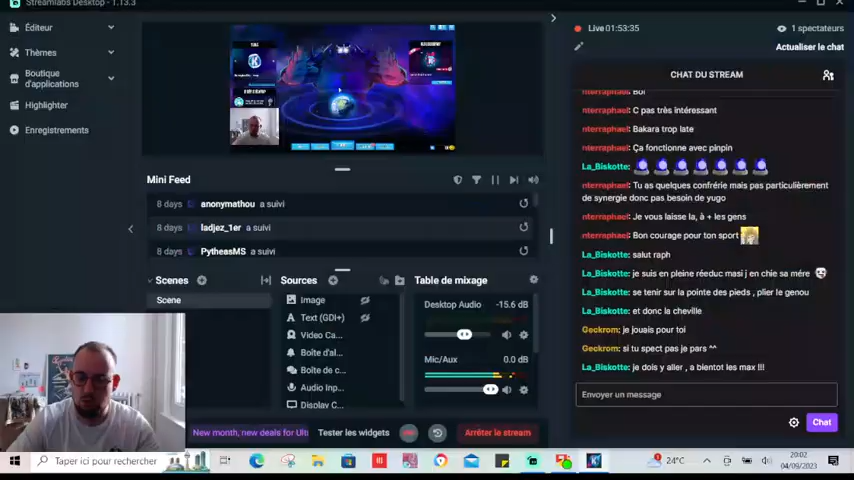 Streamlabs Desktop - 1.13.3
Éditeur
Thèmes
Boutique
d'applications
Highlighter
Enregistrements
Mini Feed
8 days anonymathou a suivi
8 days ladjez_1er a suivi
8 days PytheasMS a suivi
Scenes
Scene
Sources
Image
Text (GDI+)
Video Ca...
Boîte d'al...
Boîte de c...
Audio Inp...
Display C...
Table de mixage
Desktop Audio -15.6 dB
Mic/Aux 0.0 dB
New month, new deals for Ult
Tester les widgets
REC
Arrêter le stream
Live 01:53:35
1 spectateurs
Actualiser le chat
CHAT DU STREAM
nterraphael: Bof
nterraphael: C pas très intéressant
nterraphael: Bakara trop late
nterraphael: Ça fonctionne avec pinpin
La_Biskotte:
nterraphael: Tu as quelques confrérie mais pas particulièrement
de synergie donc pas besoin de yugo
nterraphael: Je vous laisse la, à + les gens
nterraphael: Bon courage pour ton sport
La_Biskotte: salut raph
La_Biskotte: je suis en pleine rééduc masi j en chie sa mére
La_Biskotte: se tenir sur la pointe des pieds , plier le genou
La_Biskotte: et donc la cheville
Geckrom: je jouais pour toi
Geckrom: si tu spect pas je pars ^^
La_Biskotte: je dois y aller , a bientot les max !!!
Envoyer un message
Chat
Taper ici pour rechercher
24°C
20:02
04/09/2023